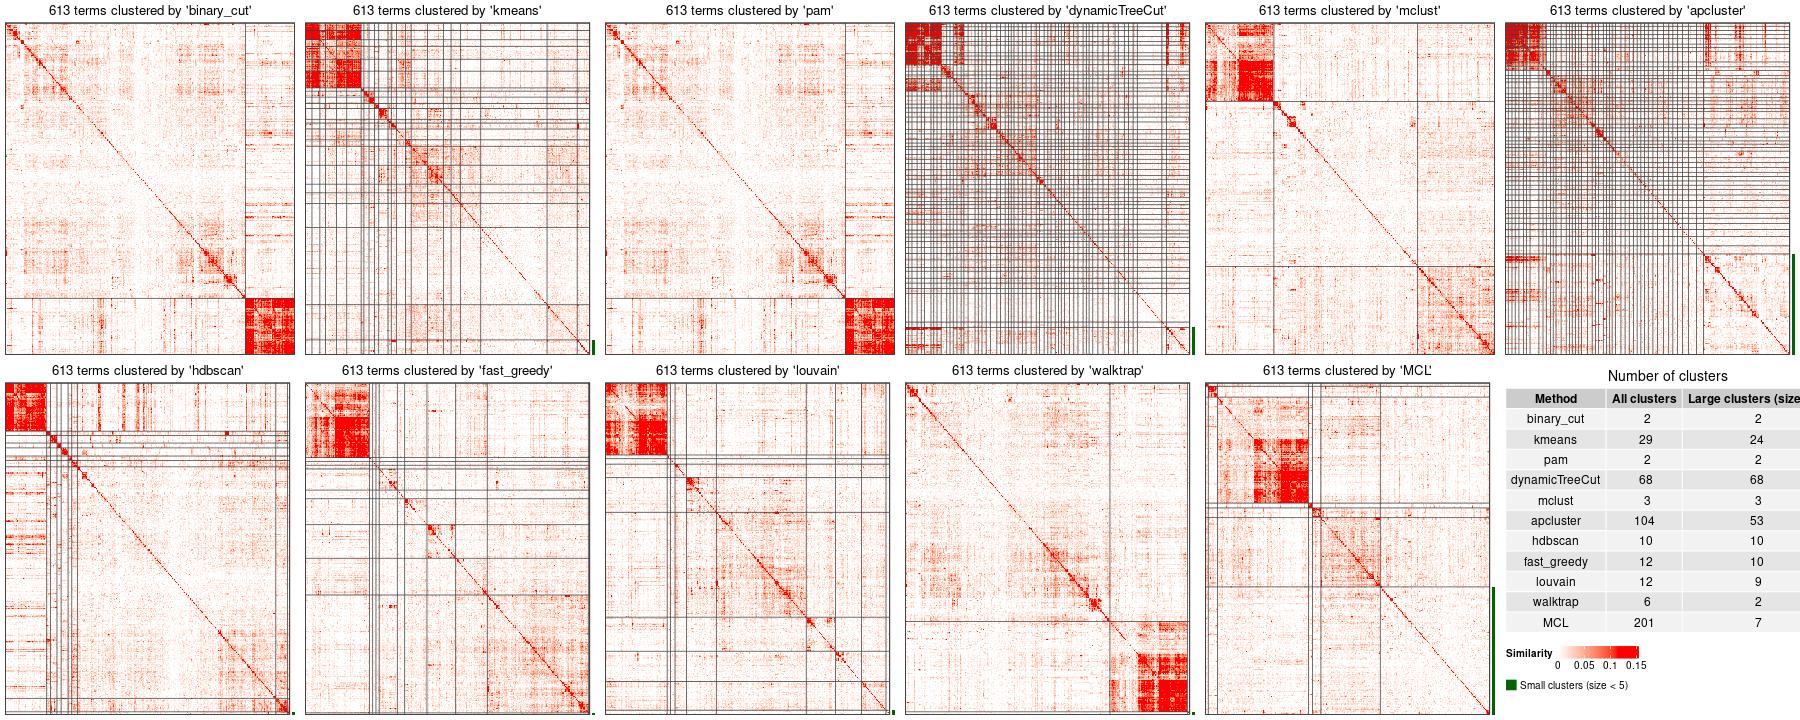 613 terms clustered by 'binary_cut'
613 terms clustered by 'kmeans'
613 terms clustered by 'pam'
613 terms clustered by 'dynamicTreeCut'
613 terms clustered by 'mclust'
613 terms clustered by 'apcluster'
613 terms clustered by 'hdbscan'
613 terms clustered by 'fast_greedy'
613 terms clustered by 'louvain'
613 terms clustered by 'walktrap'
613 terms clustered by 'MCL'
Number of clusters
Method All clusters Large clusters (size
binary_cut 2 2
kmeans 29 24
pam 2 2
dynamicTreeCut 68 68
mclust 3 3
apcluster 104 53
hdbscan 10 10
fast_greedy 12 10
louvain 12 9
walktrap 6 2
MCL 201 7
Similarity
0 0.05 0.1 0.15
Small clusters (size < 5)